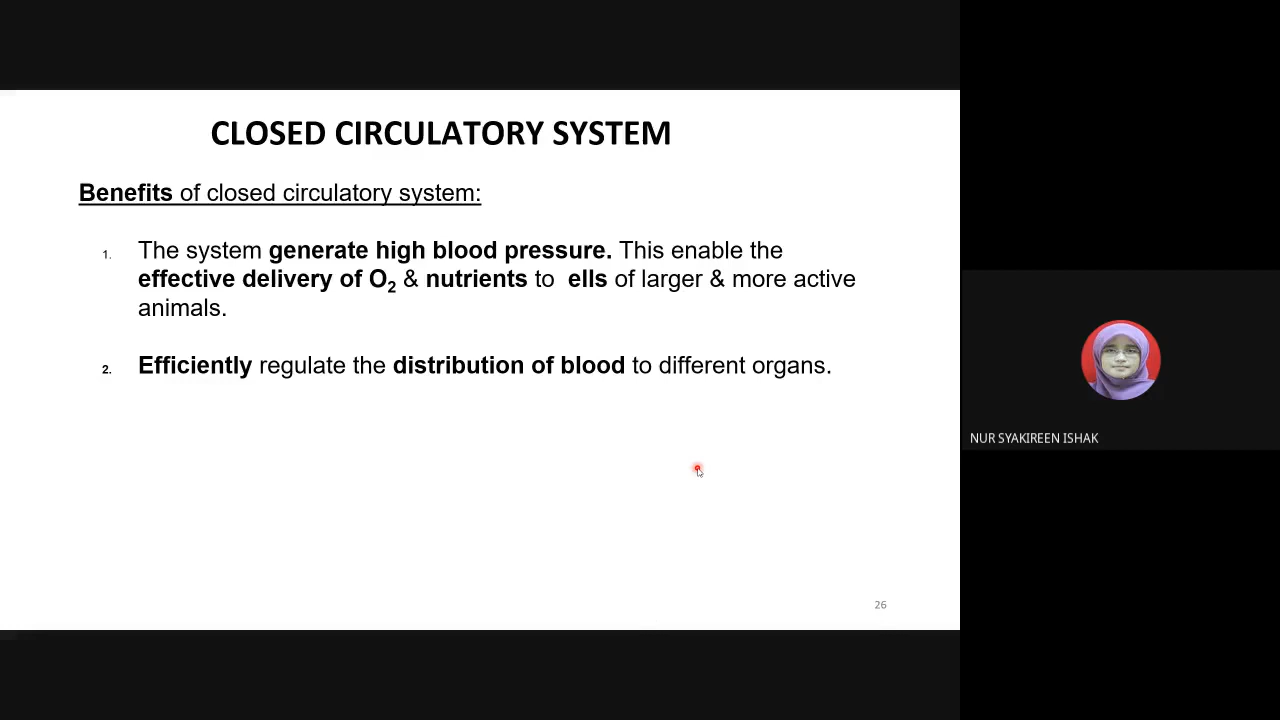 CLOSED CIRCULATORY SYSTEM
Benefits of closed circulatory system:
1. The system generate high blood pressure. This enable the
effective delivery of O₂ & nutrients to ells of larger & more active
animals.
2. Efficiently regulate the distribution of blood to different organs.
NUR SYAKIREEN ISHAK
26